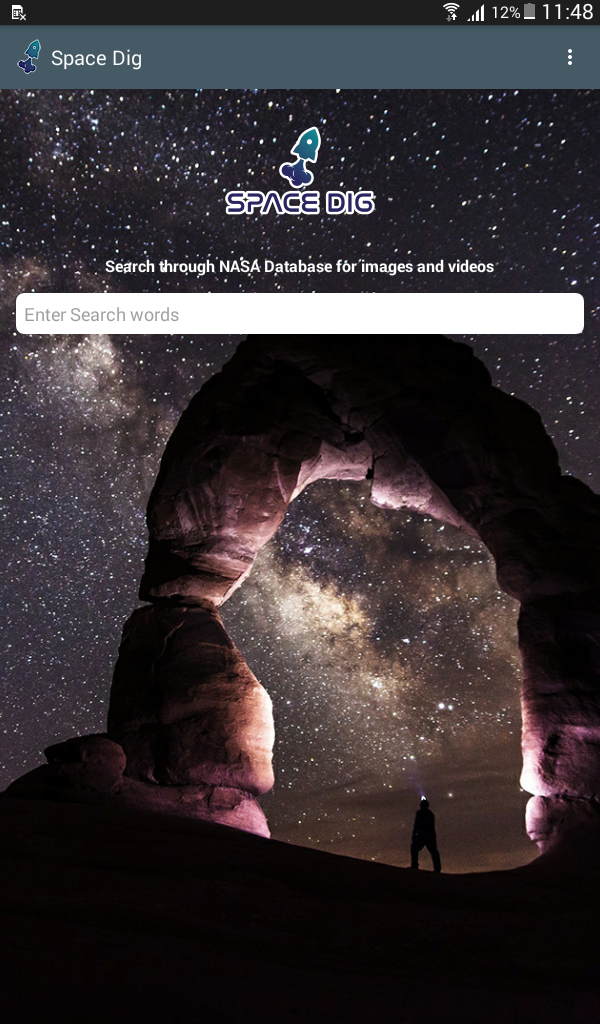 12% 11:48
Space Dig
SPACE DIG
Search through NASA Database for images and videos
Enter Search words